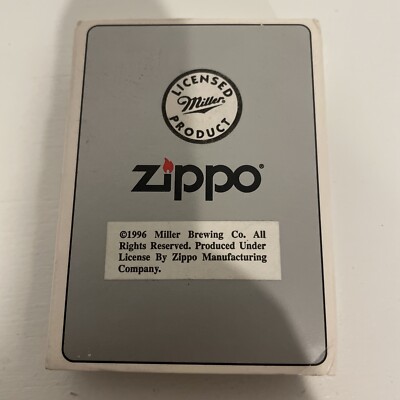 LICENSED
Miller
PRODUCT
zippo®
©1996 Miller Brewing Co. All
Rights Reserved. Produced Under
License By Zippo Manufacturing
Company.